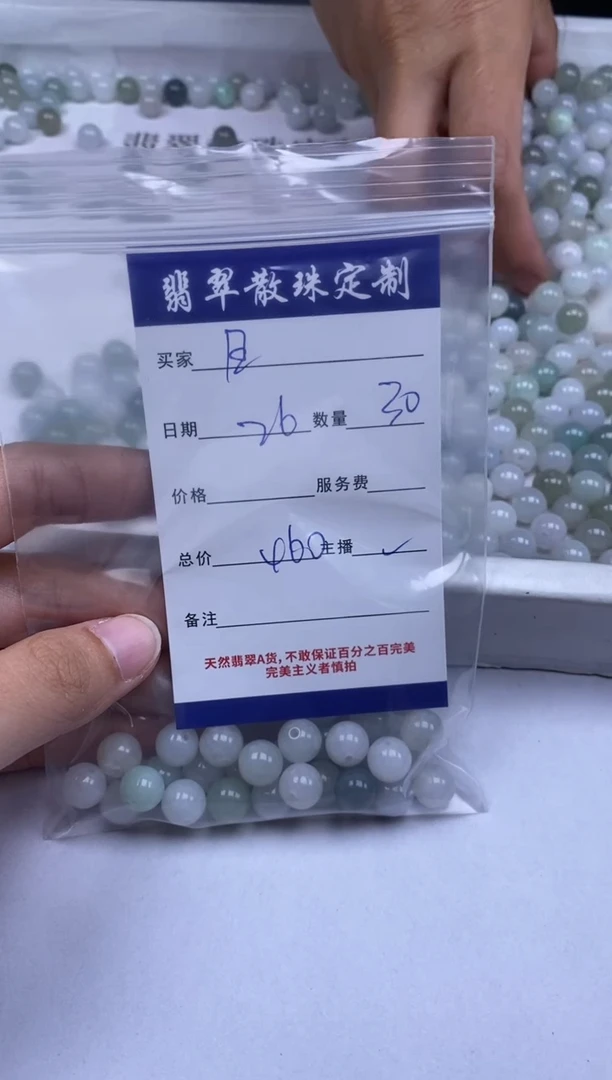 翡翠散珠定制
买家
日期 26 数量 30
价格 服务费
总价 460 主播 ✓
备注
天然翡翠A货，不敢保证百分之百完美
完美主义者慎拍